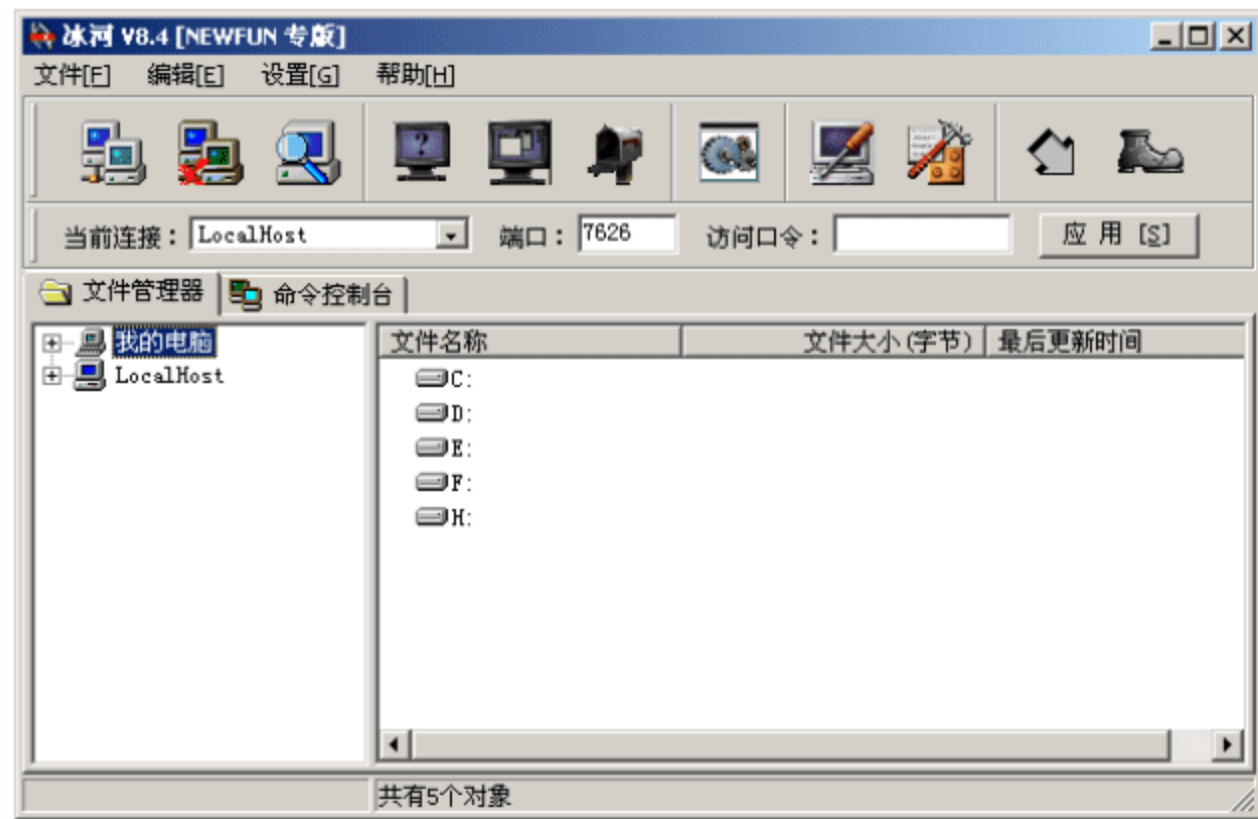 冰河 V8.4 [NEWFUN 专版]
文件[F] 编辑[E] 设置[G] 帮助[H]
?
当前连接： LocalHost 端口： 7626 访问口令： 应 用 [S]
文件管理器 命令控制台
我的电脑 文件名称 文件大小(字节) 最后更新时间
LocalHost C:
D:
E:
F:
H:
共有5个对象